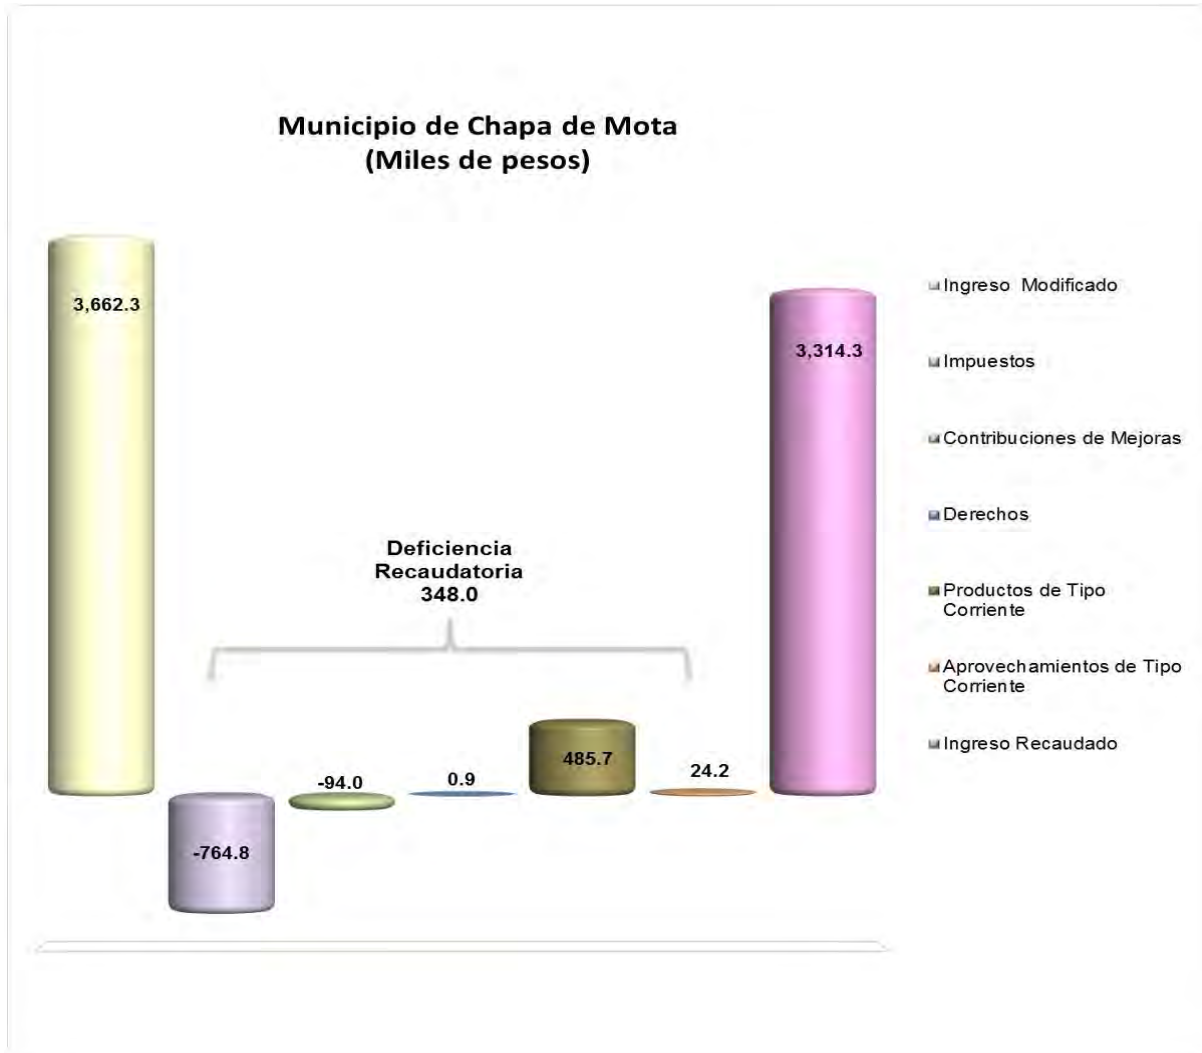 Municipio de Chapa de Mota
(Miles de pesos)
3,662.3
3,314.3
Deficiencia
Recaudatoria
348.0
-764.8
-94.0
0.9
485.7
24.2
Ingreso Modificado
Impuestos
Contribuciones de Mejoras
Derechos
Productos de Tipo
Corriente
Aprovechamientos de Tipo
Corriente
Ingreso Recaudado